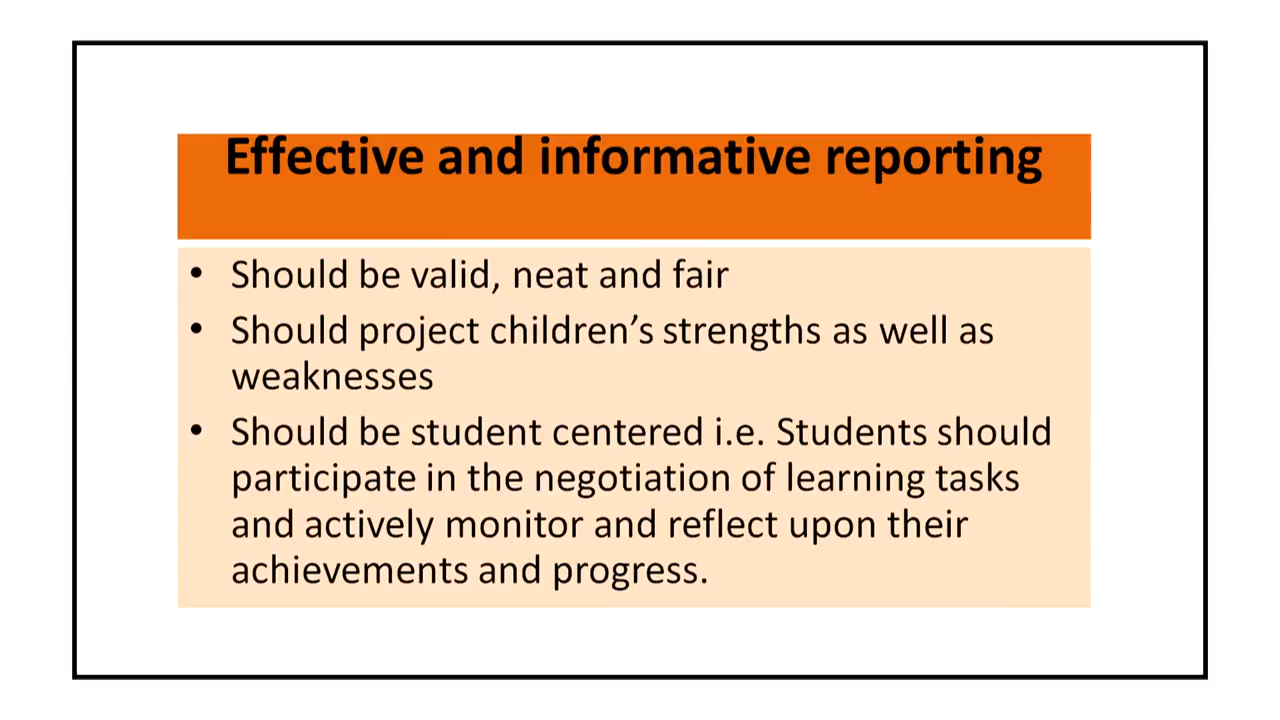 Effective and informative reporting
• Should be valid, neat and fair
• Should project children’s strengths as well as
weaknesses
• Should be student centered i.e. Students should
participate in the negotiation of learning tasks
and actively monitor and reflect upon their
achievements and progress.